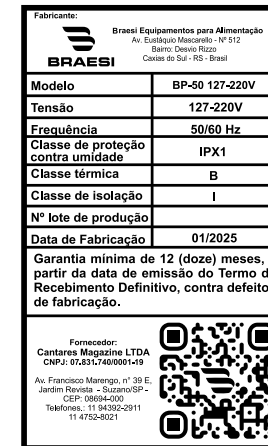 Fabricante:
BRAESI
Braesi Equipamentos para Alimentação
Av. Eustáquio Mascarello - Nº 512
Bairro: Desvio Rizzo
Caxias do Sul - RS - Brasil
Modelo BP-50 127-220V
Tensão 127-220V
Frequência 50/60 Hz
Classe de proteção
contra umidade IPX1
Classe térmica B
Classe de isolação I
Nº lote de produção
Data de Fabricação 01/2025
Garantia mínima de 12 (doze) meses,
partir da data de emissão do Termo d
Recebimento Definitivo, contra defeito
de fabricação.
Fornecedor:
Cantares Magazine LTDA
CNPJ: 07.831.740/0001-19
Av. Francisco Marengo, n° 39 E,
Jardim Revista - Suzano/SP -
CEP: 08694-000
Telefones.: 11 94392-2911
11 4752-8021